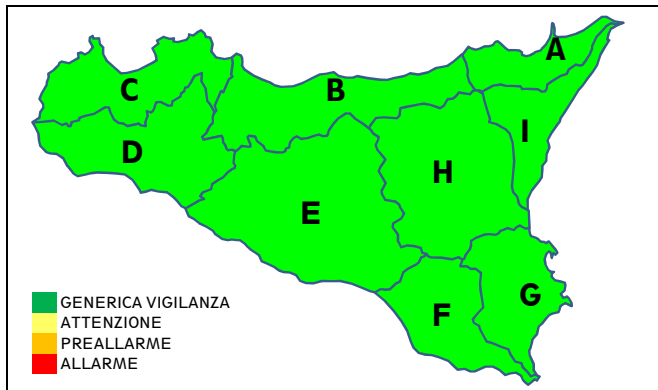 A
B
C
I
D
H
E
G
F
GENERICA VIGILANZA
ATTENZIONE
PREALLARME
ALLARME